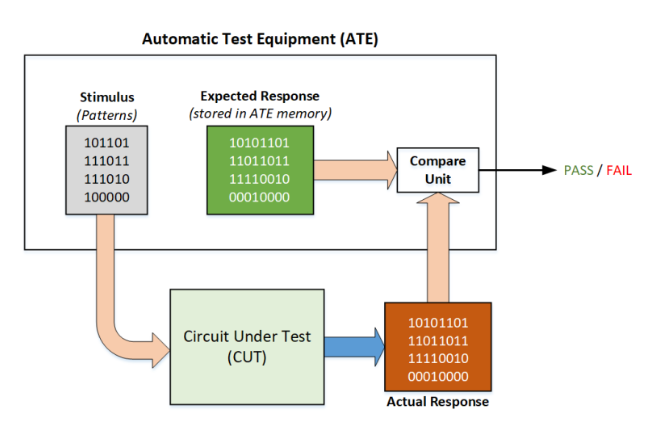 Automatic Test Equipment (ATE)
Stimulus
(Patterns)
101101
111011
111010
100000
Expected Response
(stored in ATE memory)
10101101
11011011
11110010
00010000
Compare
Unit
PASS / FAIL
Circuit Under Test
(CUT)
10101101
11011011
11110010
00010000
Actual Response